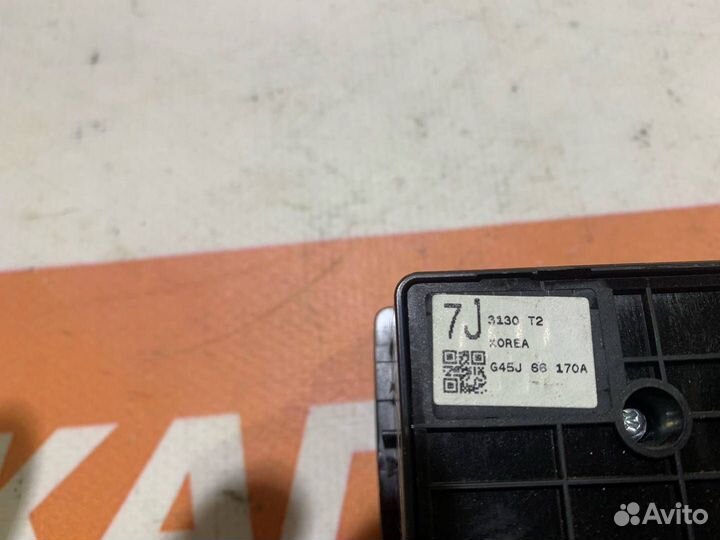 7J 3130 T2
KOREA
G45J 66 170A
Avito